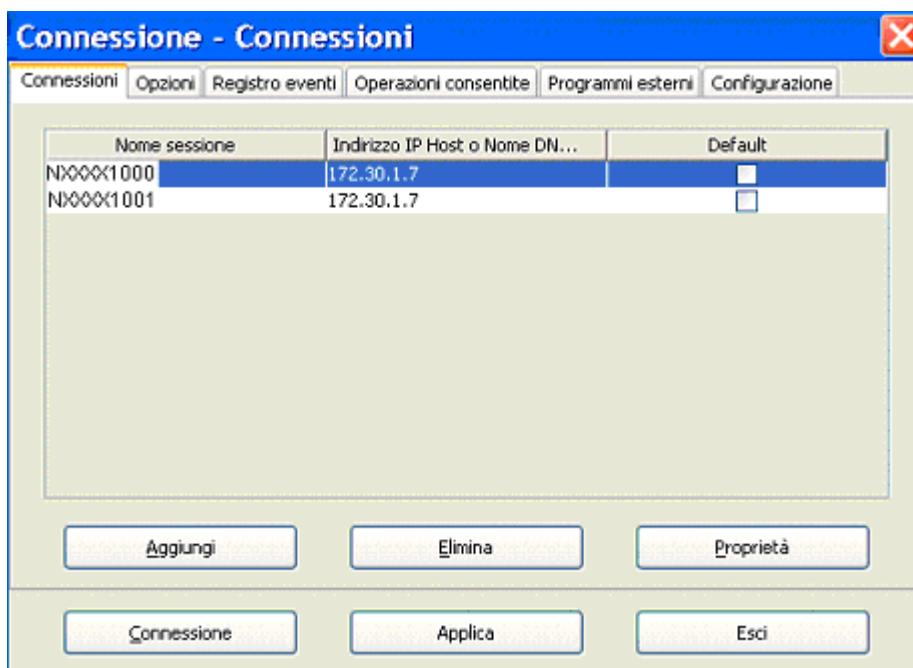 Connessione - Connessioni
Connessioni Opzioni Registro eventi Operazioni consentite Programmi esterni Configurazione
Nome sessione Indirizzo IP Host o Nome DN... Default
NXXXX1000 172.30.1.7
NXXXX1001 172.30.1.7
Aggiungi Elimina Proprietà
Connessione Applica Esci